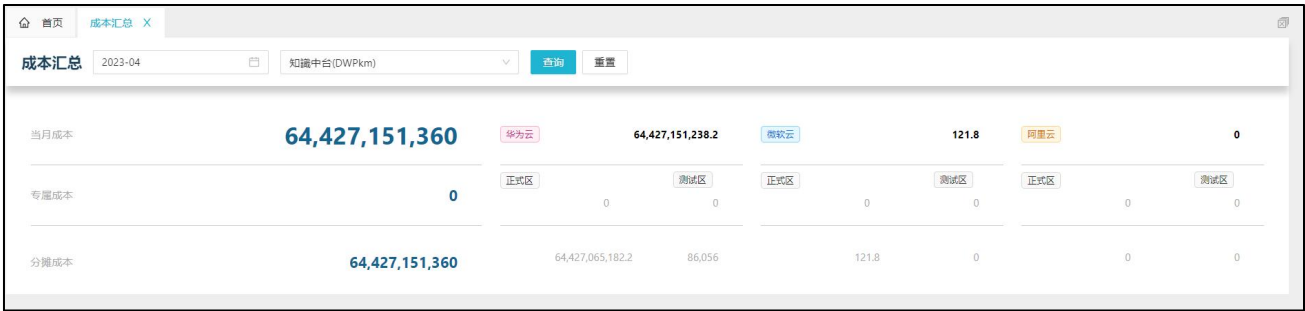 首页 成本汇总 X
成本汇总 2023-04 知識中台(DWPkm) 查询 重置
当月成本 64,427,151,360 华为云 64,427,151,238.2 微软云 121.8 阿里云 0
正式区 测试区 正式区 测试区 正式区 测试区
专属成本 0 0 0 0 0 0 0
分摊成本 64,427,151,360 64,427,065,182.2 86,056 121.8 0 0 0